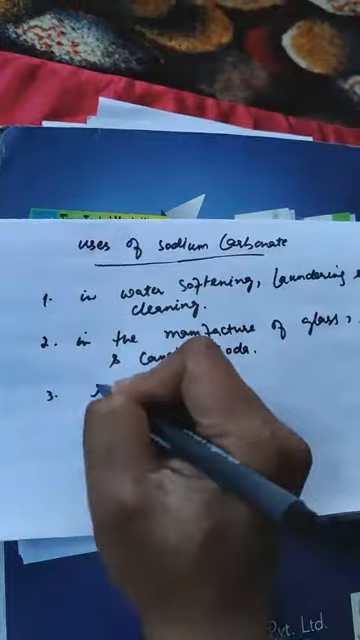 uses of sodium Carbonate
1. in water softening, laundering &
cleaning.
2. in the manufacture of glass,
&
3.
Pvt. Ltd.